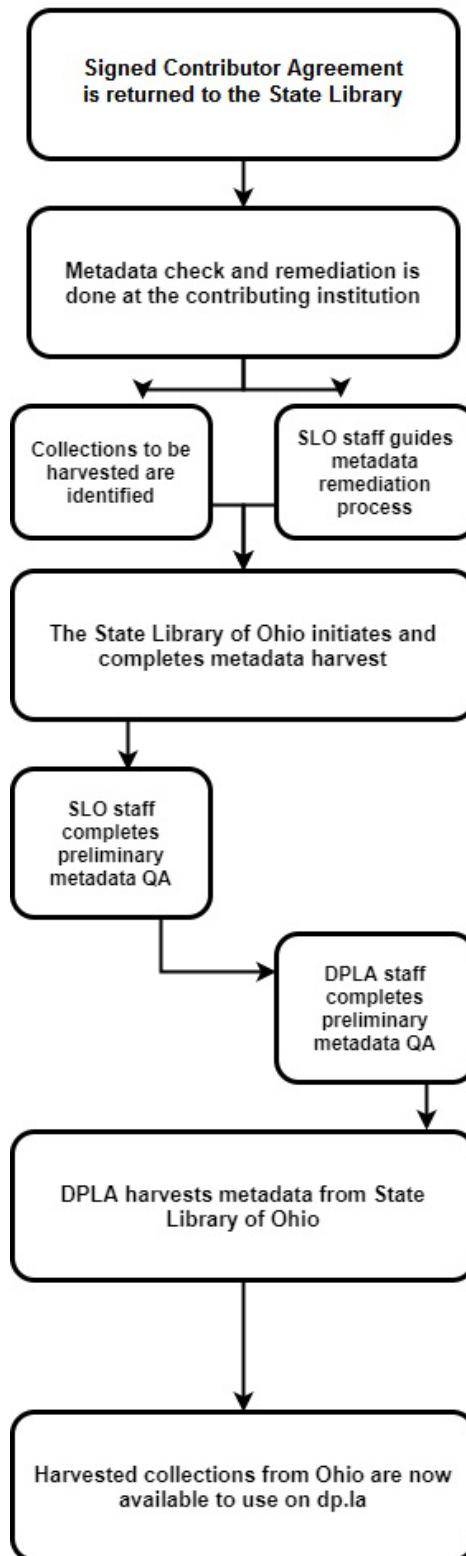 Signed Contributor Agreement
is returned to the State Library
Metadata check and remediation is
done at the contributing institution
Collections to be
harvested are
identified
SLO staff guides
metadata
remediation
process
The State Library of Ohio initiates and
completes metadata harvest
SLO staff
completes
preliminary
metadata QA
DPLA staff
completes
preliminary
metadata QA
DPLA harvests metadata from State
Library of Ohio
Harvested collections from Ohio are now
available to use on dp.la